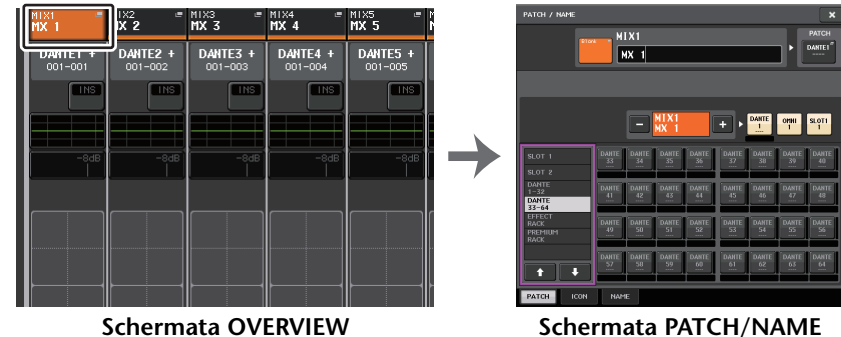 MIX1 MIX2 MIX3 MIX4 MIX5
MX 1 MX 2 MX 3 MX 4 MX 5
DANTE1 + DANTE2 + DANTE3 + DANTE4 + DANTE5 +
001-001 001-002 001-003 001-004 001-005
INS INS INS INS INS
-8dB -8dB -8dB -8dB
Schermata OVERVIEW
PATCH / NAME
Blank MIX1 PATCH
MX 1 DANTE1
MIX1 DANTE OMNI SLOT1
MX 1 1 1 1
SLOT 1
SLOT 2
DANTE
1-32
DANTE
33-64
EFFECT
RACK
PREMIUM
RACK
DANTE DANTE DANTE DANTE DANTE DANTE DANTE DANTE
33 34 35 36 37 38 39 40
DANTE DANTE DANTE DANTE DANTE DANTE DANTE DANTE
41 42 43 44 45 46 47 48
DANTE DANTE DANTE DANTE DANTE DANTE DANTE DANTE
49 50 51 52 53 54 55 56
DANTE DANTE DANTE DANTE DANTE DANTE DANTE DANTE
57 58 59 60 61 62 63 64
PATCH ICON NAME
Schermata PATCH/NAME